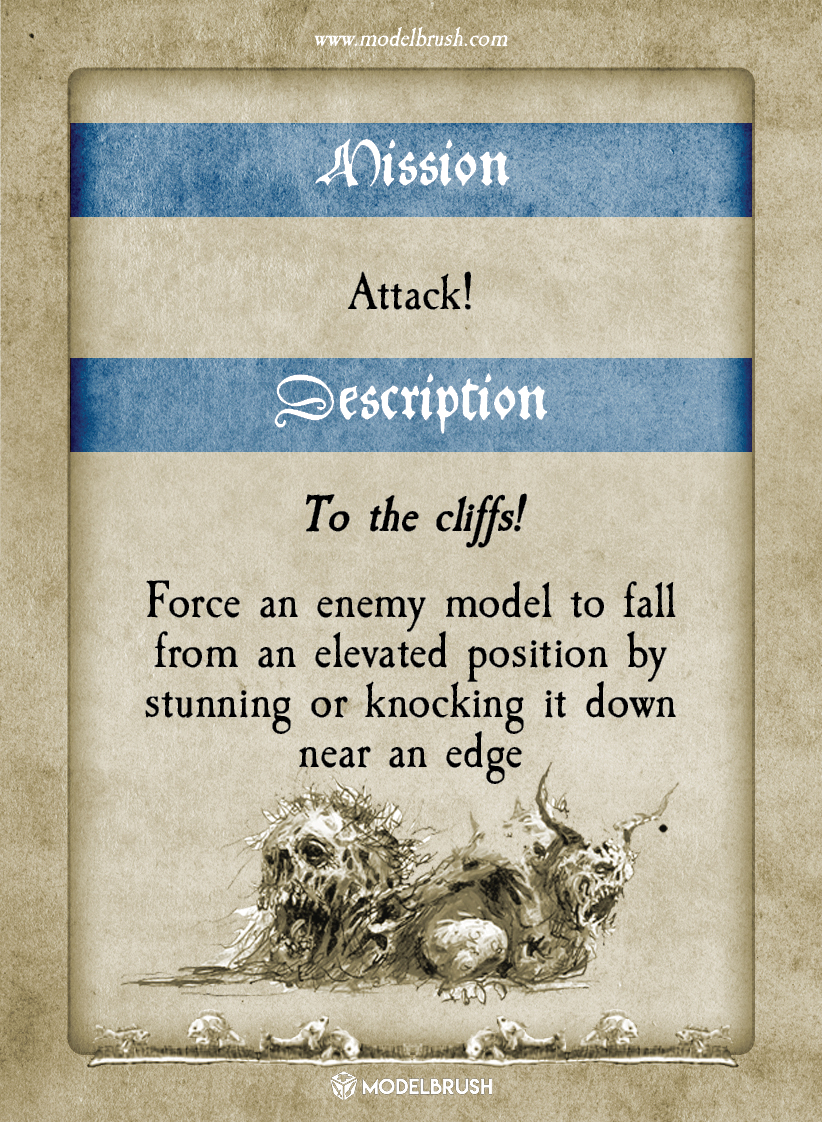 www.modelbrush.com
Mission
Attack!
Description
To the cliffs!
Force an enemy model to fall
from an elevated position by
stunning or knocking it down
near an edge
MODELBRUSH